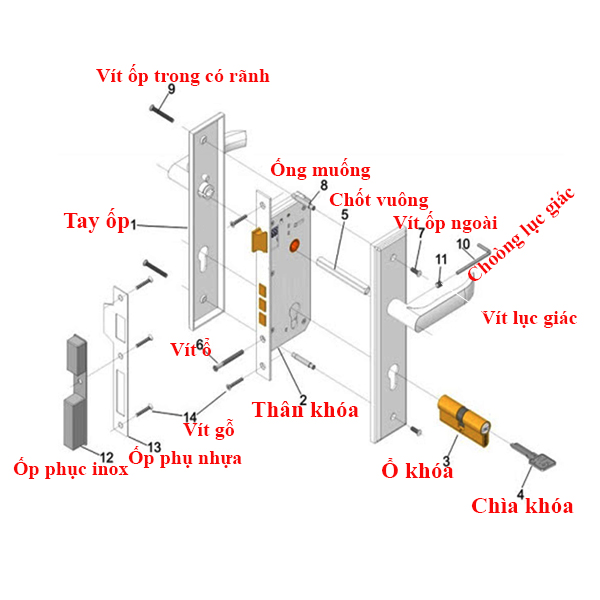 Vít ốp trong có rãnh
9
Ống muống
8
Chốt vuông
5
Tay ốp
1
Vít ốp ngoài
7
Choòng lục giác
10
11
Vít lục giác
Vít ổ
6
2
Thân khóa
14
Vít gỗ
13
12
Ốp phụ nhựa
Ốp phục inox
3
Ổ khóa
4
Chìa khóa